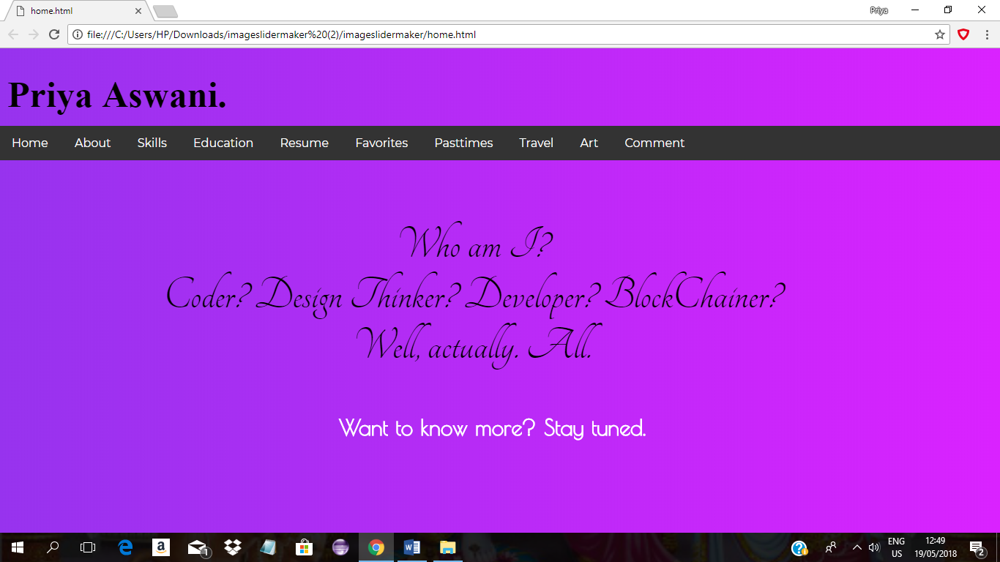 home.html
Priya
file:///C:/Users/HP/Downloads/imageslidermaker%20(2)/imageslidermaker/home.html
Priya Aswani.
Home About Skills Education Resume Favorites Pasttimes Travel Art Comment
Who am I?
Coder? Design Thinker? Developer? BlockChainer?
Well, actually. All.
Want to know more? Stay tuned.
a
1
W
?
ENG
US
12:49
19/05/2018
2